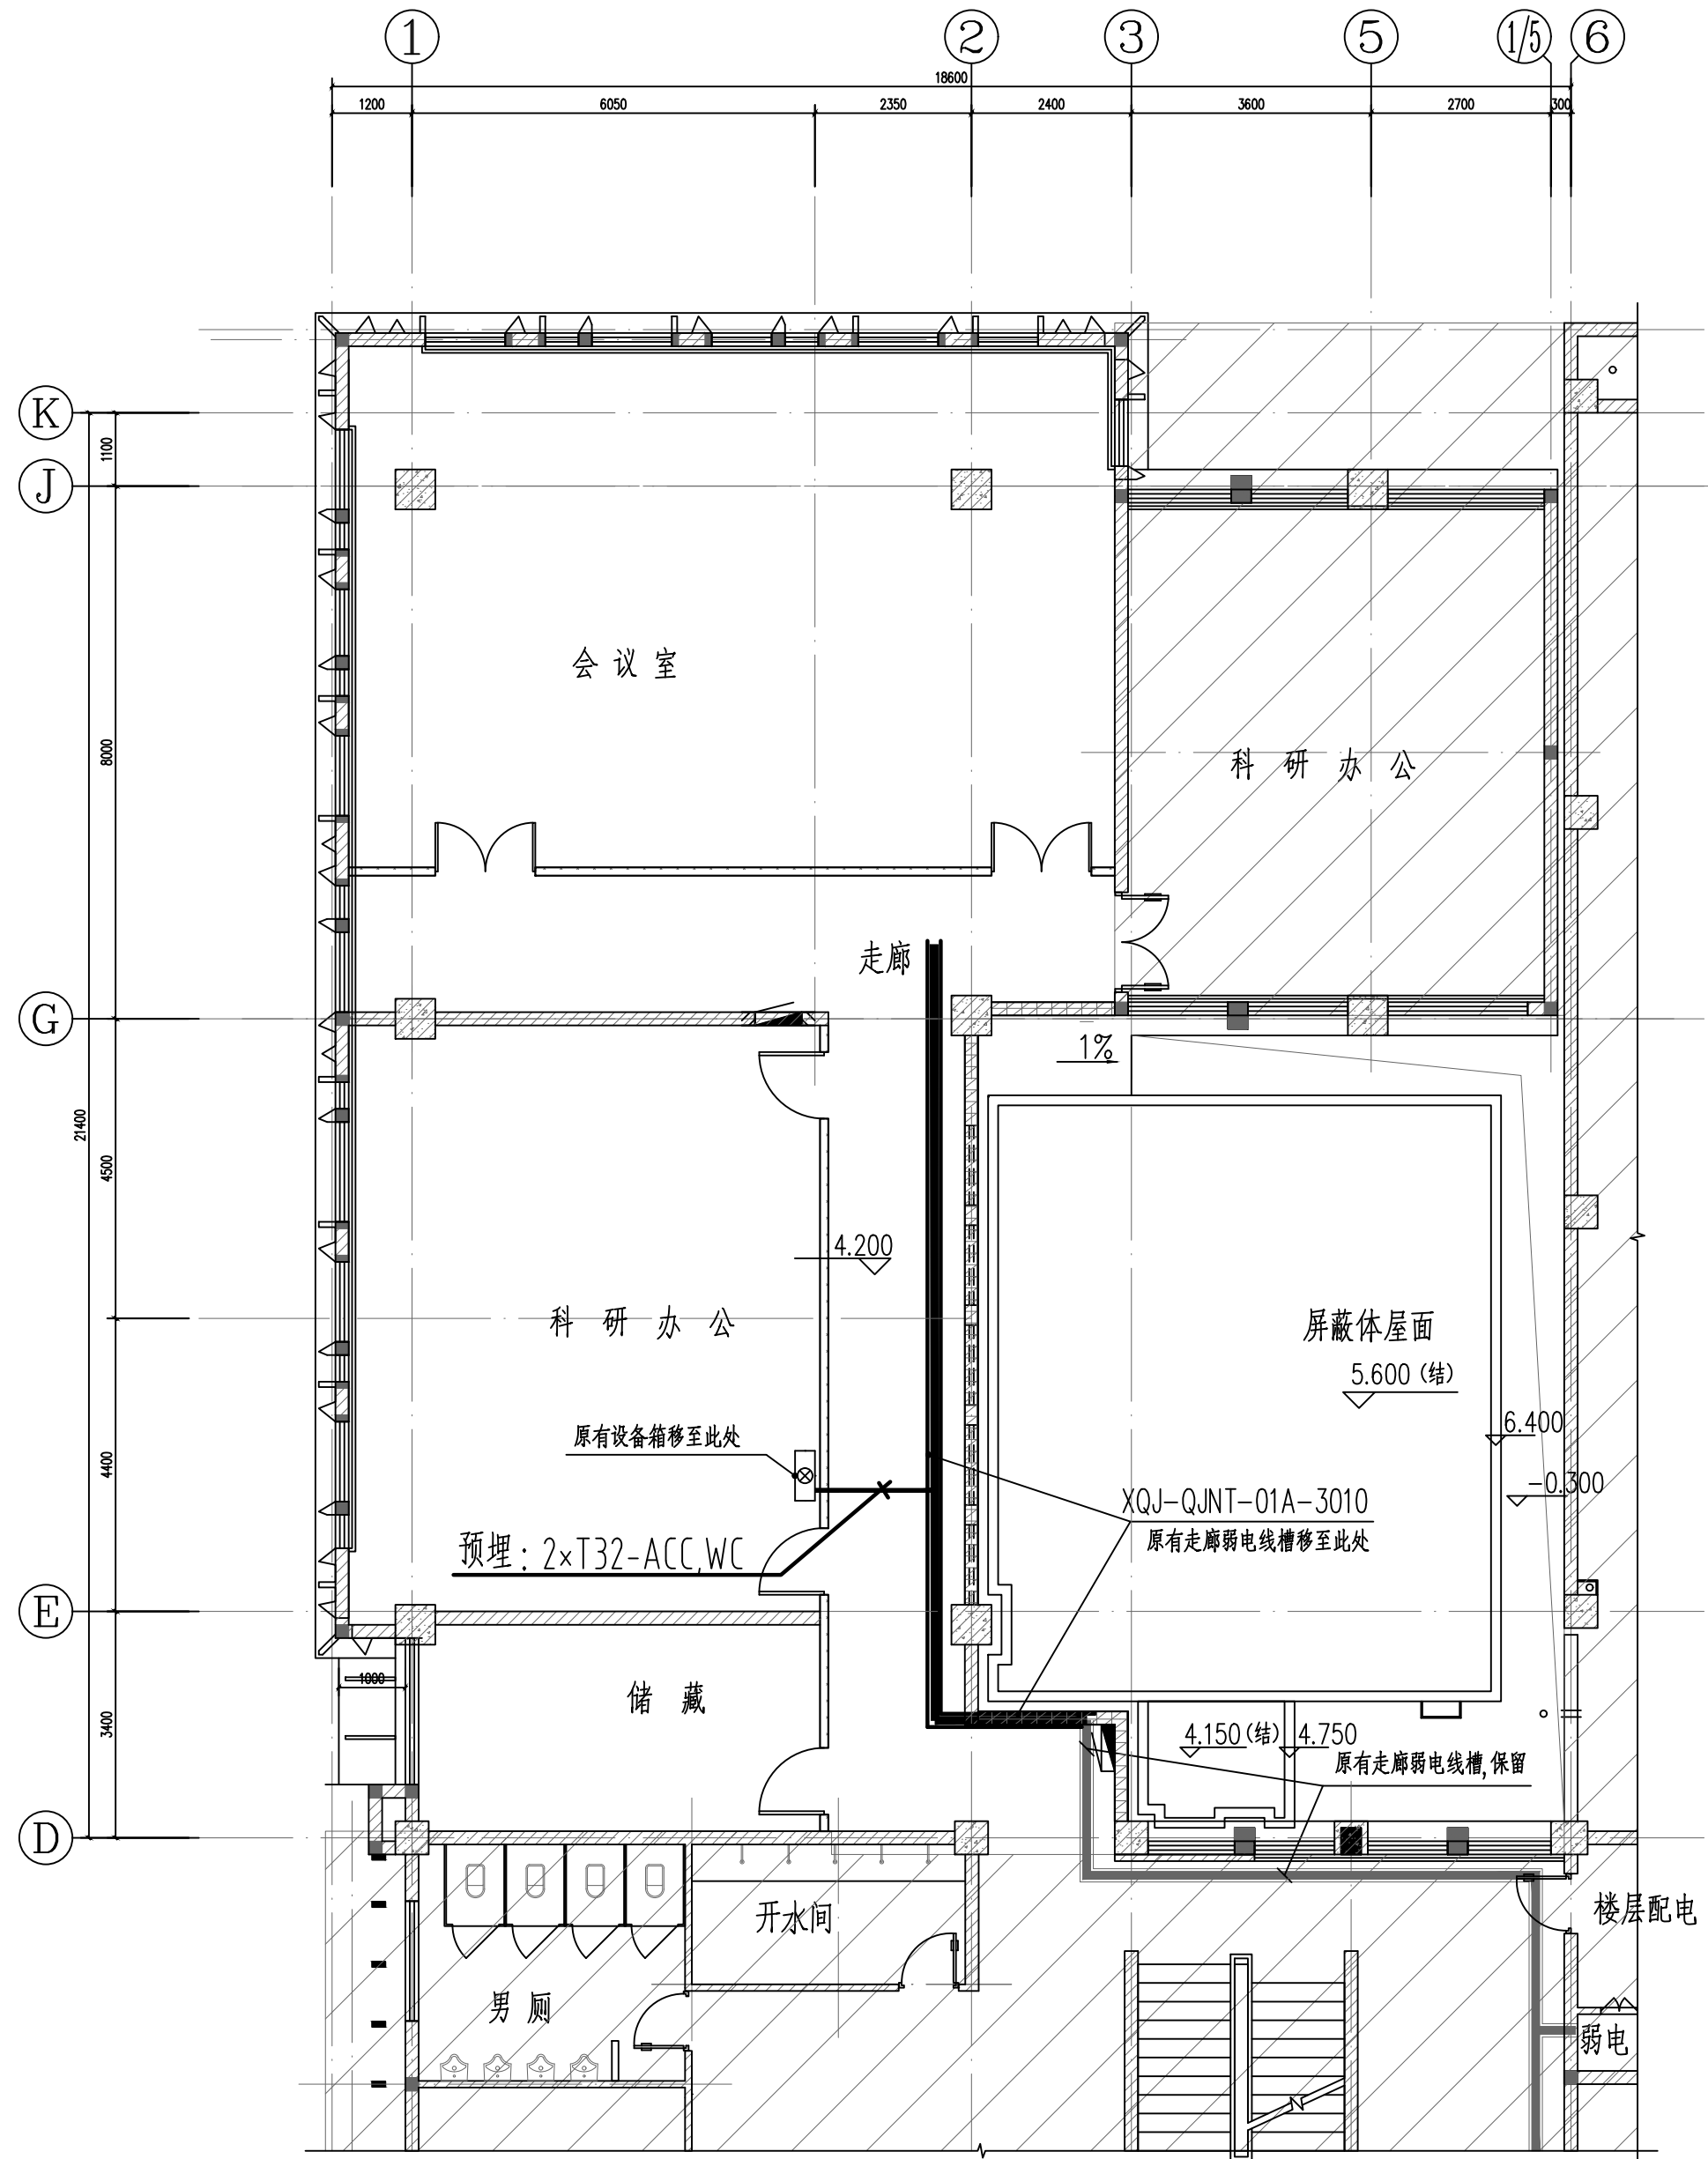 1 2 3 5 1/5 6
18600
1200 6050 2350 2400 3600 2700 300
K
1100
J
会议室
8000
科研办公
走廊
G
1%
21400
4500
4.200
科研办公
屏蔽体屋面
5.600(结)
6.400
原有设备箱移至此处
4400
-0.300
XQJ-QJNT-01A-3010
原有走廊弱电线槽移至此处
预埋:2×T32-ACC,WC
E
1000
储藏
3400
4.150(结) 4.750
原有走廊弱电线槽,保留
D
开水间
楼层配电
男厕
弱电